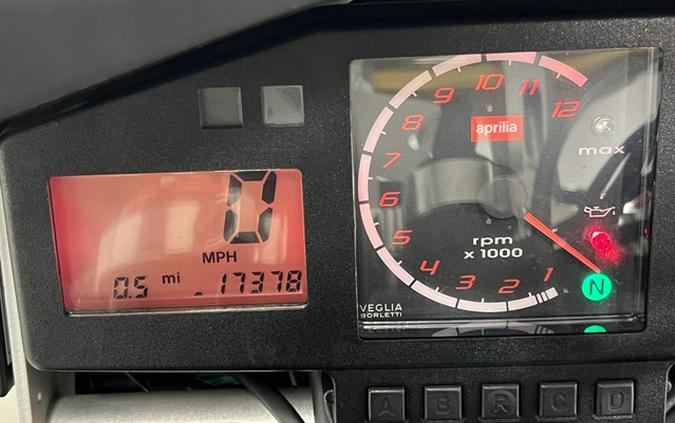 0
MPH
0.5 mi 17378
12
11
10
9
8
7
6
5
4
3
2
1
aprilia
max
rpm
x 1000
N
VEGLIA
BORLETTI
A B R C D